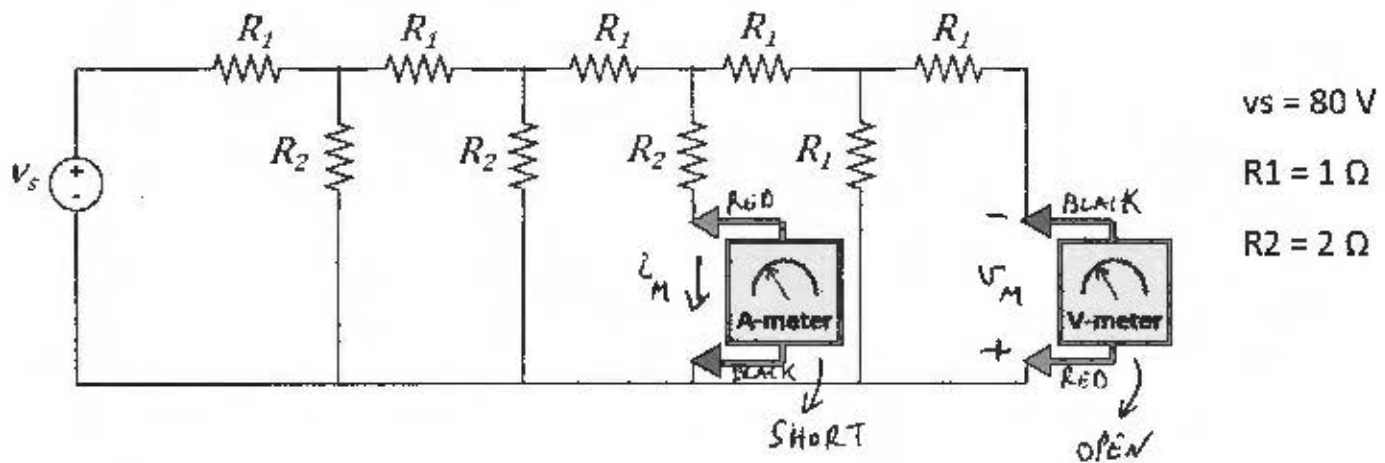 R1 R1 R1 R1 R1
vs = 80 V
R2 R2 R2 R1
vs
+
-
R1 = 1 Ω
RED
- BLACK
R2 = 2 Ω
iM
A-meter
vM
V-meter
+
BLACK
RED
SHORT
OPEN